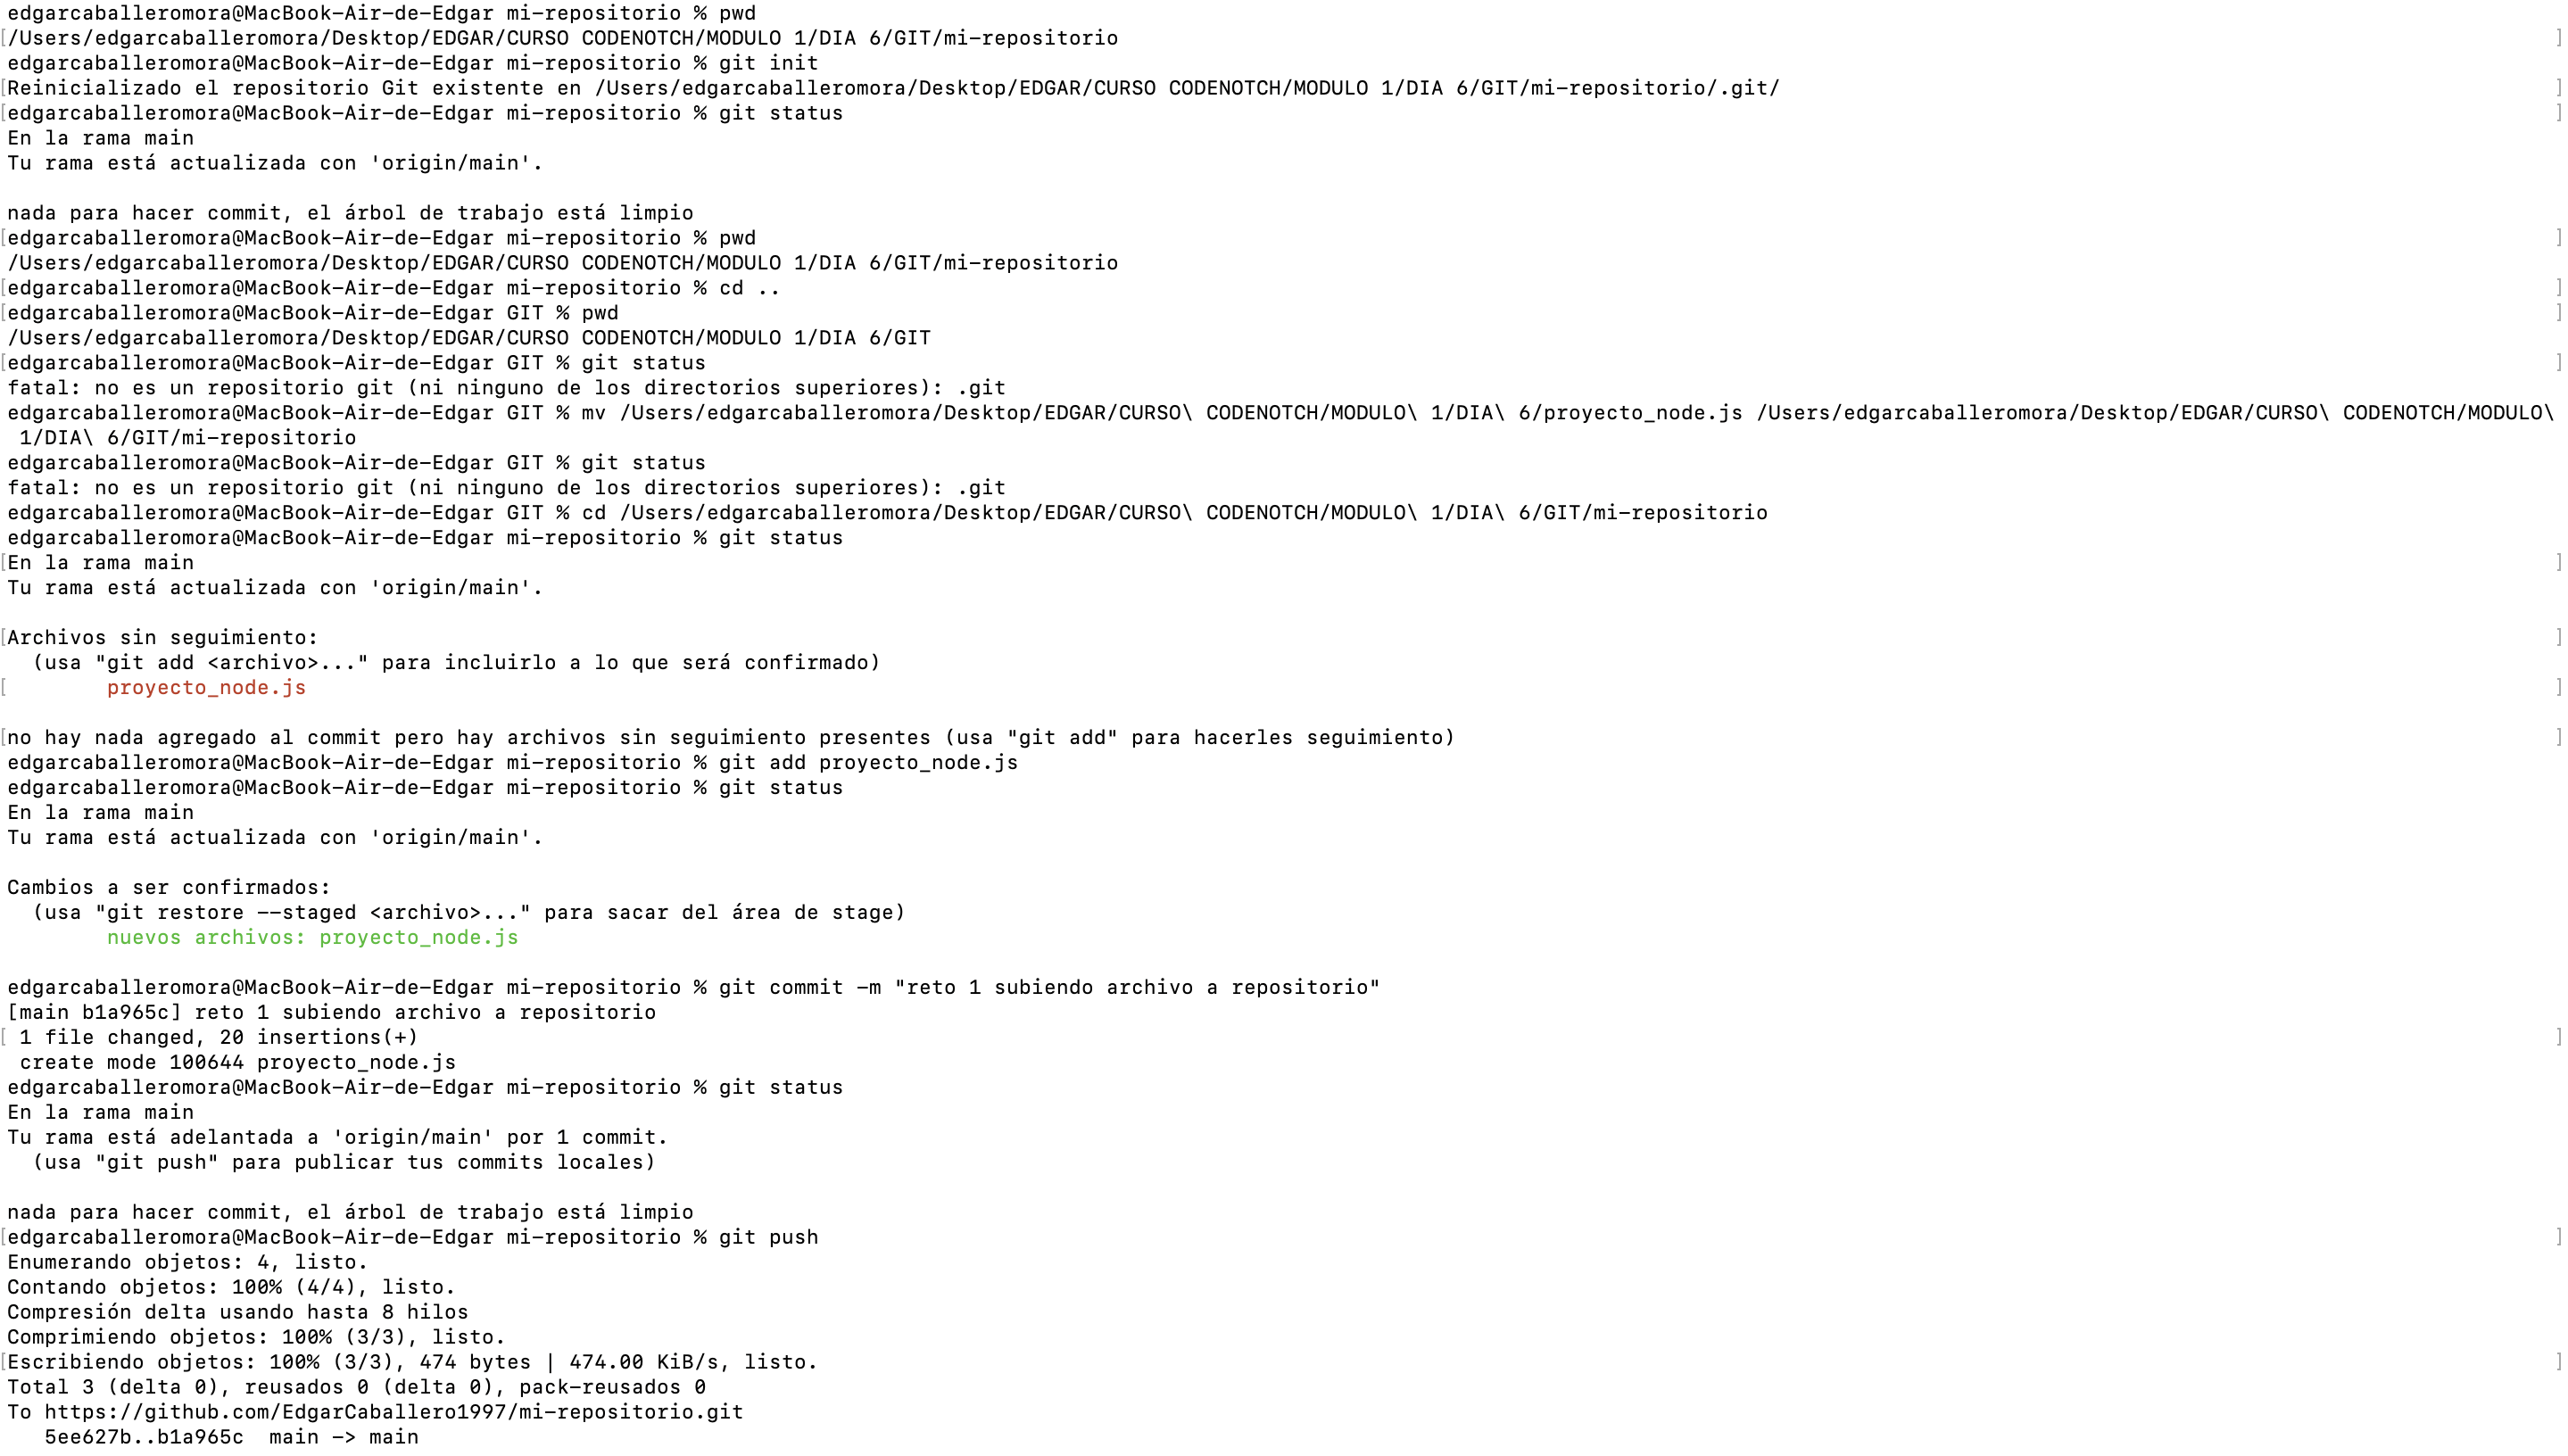 edgarcaballeromora@MacBook-Air-de-Edgar mi-repositorio % pwd
[/Users/edgarcaballeromora/Desktop/EDGAR/CURSO CODENOTCH/MODULO 1/DIA 6/GIT/mi-repositorio ]
edgarcaballeromora@MacBook-Air-de-Edgar mi-repositorio % git init
[Reinicializado el repositorio Git existente en /Users/edgarcaballeromora/Desktop/EDGAR/CURSO CODENOTCH/MODULO 1/DIA 6/GIT/mi-repositorio/.git/ ]
[edgarcaballeromora@MacBook-Air-de-Edgar mi-repositorio % git status ]
En la rama main
Tu rama está actualizada con 'origin/main'.
nada para hacer commit, el árbol de trabajo está limpio
[edgarcaballeromora@MacBook-Air-de-Edgar mi-repositorio % pwd ]
/Users/edgarcaballeromora/Desktop/EDGAR/CURSO CODENOTCH/MODULO 1/DIA 6/GIT/mi-repositorio
[edgarcaballeromora@MacBook-Air-de-Edgar mi-repositorio % cd .. ]
[edgarcaballeromora@MacBook-Air-de-Edgar GIT % pwd ]
/Users/edgarcaballeromora/Desktop/EDGAR/CURSO CODENOTCH/MODULO 1/DIA 6/GIT
[edgarcaballeromora@MacBook-Air-de-Edgar GIT % git status ]
fatal: no es un repositorio git (ni ninguno de los directorios superiores): .git
edgarcaballeromora@MacBook-Air-de-Edgar GIT % mv /Users/edgarcaballeromora/Desktop/EDGAR/CURSO\ CODENOTCH/MODULO\ 1/DIA\ 6/proyecto_node.js /Users/edgarcaballeromora/Desktop/EDGAR/CURSO\ CODENOTCH/MODULO\
1/DIA\ 6/GIT/mi-repositorio
edgarcaballeromora@MacBook-Air-de-Edgar GIT % git status
fatal: no es un repositorio git (ni ninguno de los directorios superiores): .git
edgarcaballeromora@MacBook-Air-de-Edgar GIT % cd /Users/edgarcaballeromora/Desktop/EDGAR/CURSO\ CODENOTCH/MODULO\ 1/DIA\ 6/GIT/mi-repositorio
edgarcaballeromora@MacBook-Air-de-Edgar mi-repositorio % git status
[En la rama main ]
Tu rama está actualizada con 'origin/main'.
[Archivos sin seguimiento: ]
(usa "git add <archivo>..." para incluirlo a lo que será confirmado)
[ proyecto_node.js ]
[no hay nada agregado al commit pero hay archivos sin seguimiento presentes (usa "git add" para hacerles seguimiento) ]
edgarcaballeromora@MacBook-Air-de-Edgar mi-repositorio % git add proyecto_node.js
edgarcaballeromora@MacBook-Air-de-Edgar mi-repositorio % git status
En la rama main
Tu rama está actualizada con 'origin/main'.
Cambios a ser confirmados:
(usa "git restore --staged <archivo>..." para sacar del área de stage)
nuevos archivos: proyecto_node.js
edgarcaballeromora@MacBook-Air-de-Edgar mi-repositorio % git commit -m "reto 1 subiendo archivo a repositorio"
[main b1a965c] reto 1 subiendo archivo a repositorio
[ 1 file changed, 20 insertions(+) ]
create mode 100644 proyecto_node.js
edgarcaballeromora@MacBook-Air-de-Edgar mi-repositorio % git status
En la rama main
Tu rama está adelantada a 'origin/main' por 1 commit.
(usa "git push" para publicar tus commits locales)
nada para hacer commit, el árbol de trabajo está limpio
[edgarcaballeromora@MacBook-Air-de-Edgar mi-repositorio % git push ]
Enumerando objetos: 4, listo.
Contando objetos: 100% (4/4), listo.
Compresión delta usando hasta 8 hilos
Comprimiendo objetos: 100% (3/3), listo.
[Escribiendo objetos: 100% (3/3), 474 bytes | 474.00 KiB/s, listo. ]
Total 3 (delta 0), reusados 0 (delta 0), pack-reusados 0
To https://github.com/EdgarCaballero1997/mi-repositorio.git
5ee627b..b1a965c main -> main